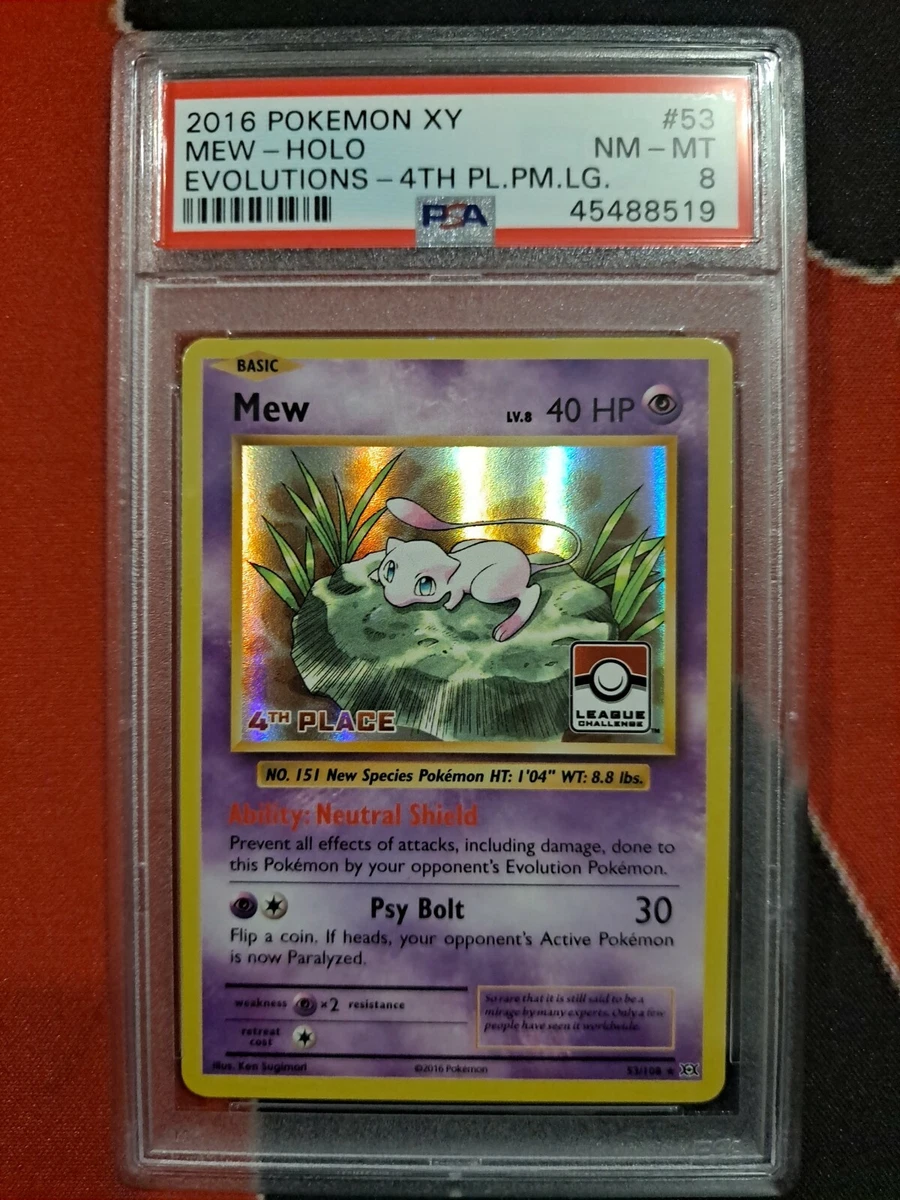 2016 POKEMON XY #53
MEW - HOLO NM - MT
EVOLUTIONS - 4TH PL.PM.LG. 8
PSA 45488519
BASIC
Mew LV.8 40 HP
4TH PLACE
LEAGUE
CHALLENGE
TM
NO. 151 New Species Pokémon HT: 1'04" WT: 8.8 lbs.
Ability: Neutral Shield
Prevent all effects of attacks, including damage, done to
this Pokémon by your opponent's Evolution Pokémon.
Psy Bolt 30
Flip a coin. If heads, your opponent's Active Pokémon
is now Paralyzed.
weakness ×2 resistance
retreat
cost
So rare that it is still said to be a
mirage by many experts. Only a few
people have seen it worldwide.
Illus. Ken Sugimori ©2016 Pokémon 53/108 ★